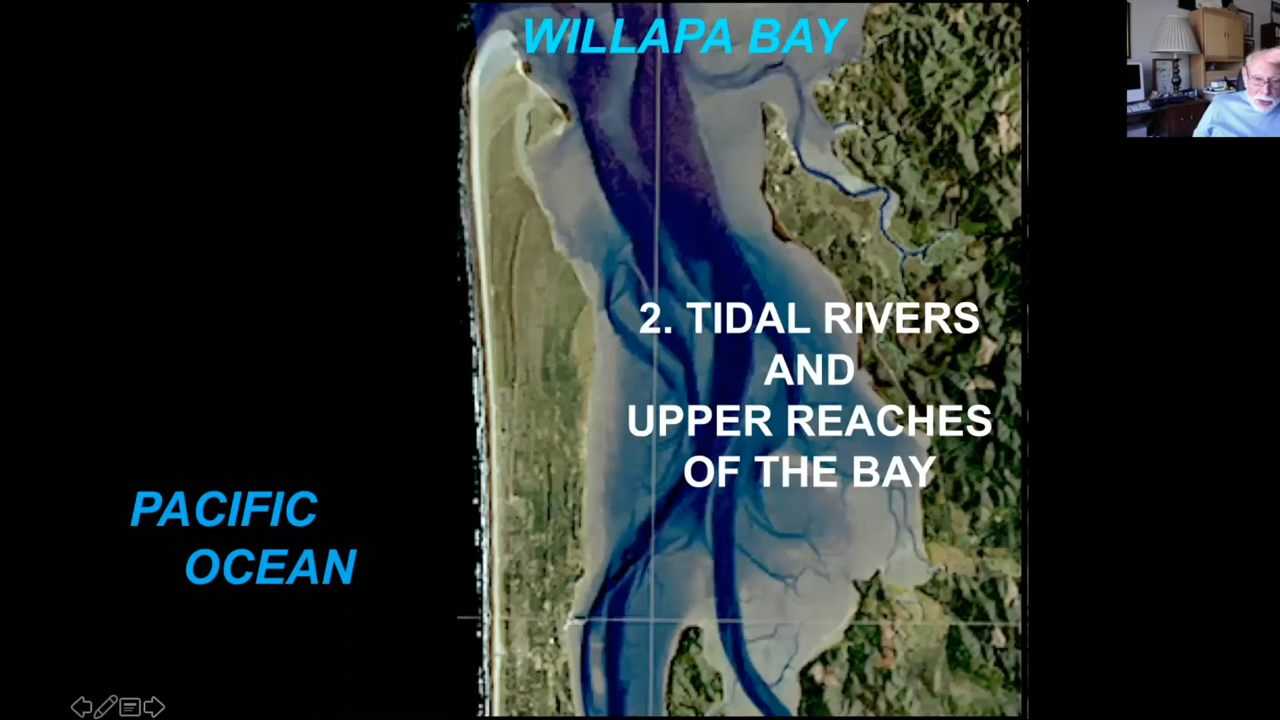 WILLAPA BAY
2. TIDAL RIVERS
AND
UPPER REACHES
OF THE BAY
PACIFIC
OCEAN